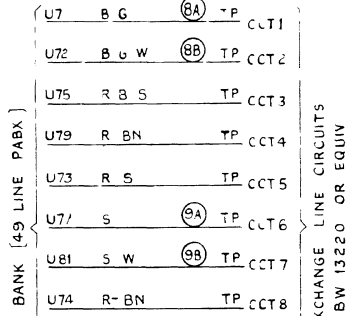 U7 B G 8A TP CCT1
U72 B G W 8B TP CCT2
U75 R B S TP CCT3
U79 R BN TP CCT4
U73 R S TP CCT5
S 9A TP CCT6
U81 S W 9B TP CCT7
U74 R-BN TP CCT8
BANK [49 LINE PABX]
XCHANGE LINE CIRCUITS
BW 13220 OR EQUIV